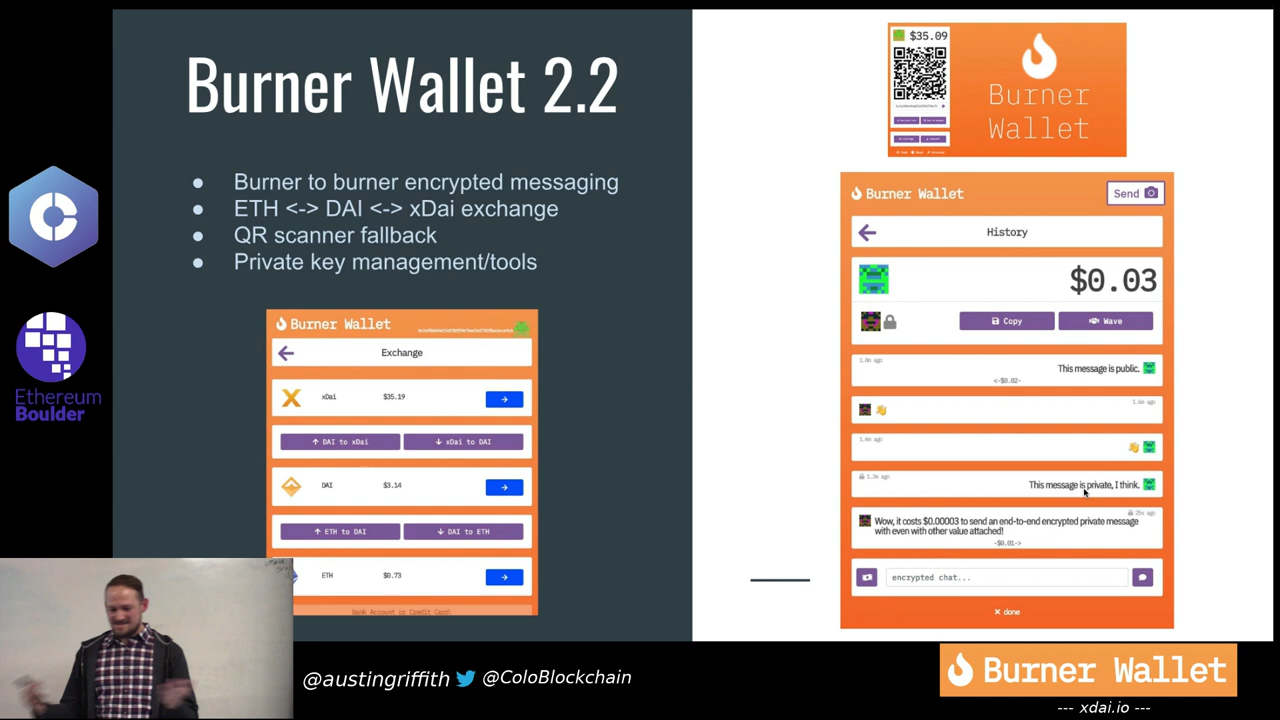 Burner Wallet 2.2
● Burner to burner encrypted messaging
● ETH <-> DAI <-> xDai exchange
● QR scanner fallback
● Private key management/tools
Burner Wallet
Exchange
xDai $35.19
↑ DAI to xDai ↓ xDai to DAI
DAI $3.14
↑ ETH to DAI ↓ DAI to ETH
ETH $0.73
Bank Account or Credit Card:
$35.09
Burner
Wallet
Burner Wallet Send
History
$0.03
Copy Wave
This message is public.
<-$0.02-
1.6m ago
1.6m ago
1.3m ago
This message is private, I think.
25s ago
Wow, it costs $0.00003 to send an end-to-end encrypted private message
with even with other value attached!
-$0.01->
encrypted chat...
× done
Ethereum
Boulder
@austingriffith @ColoBlockchain
Burner Wallet
--- xdai.io ---